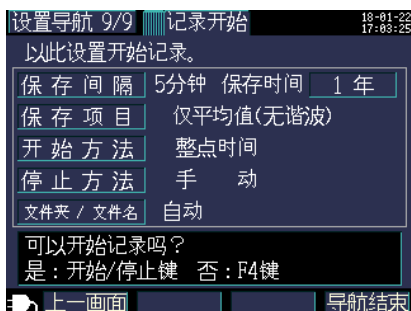 设置导航 9/9 记录开始 18-01-22
17:03:25
以此设置开始记录。
保存间隔 5分钟 保存时间 1 年
保存项目 仅平均值(无谐波)
开始方法 整点时间
停止方法 手 动
文件夹 / 文件名 自动
可以开始记录吗？
是：开始/停止键 否：F4键
上一画面 导航结束